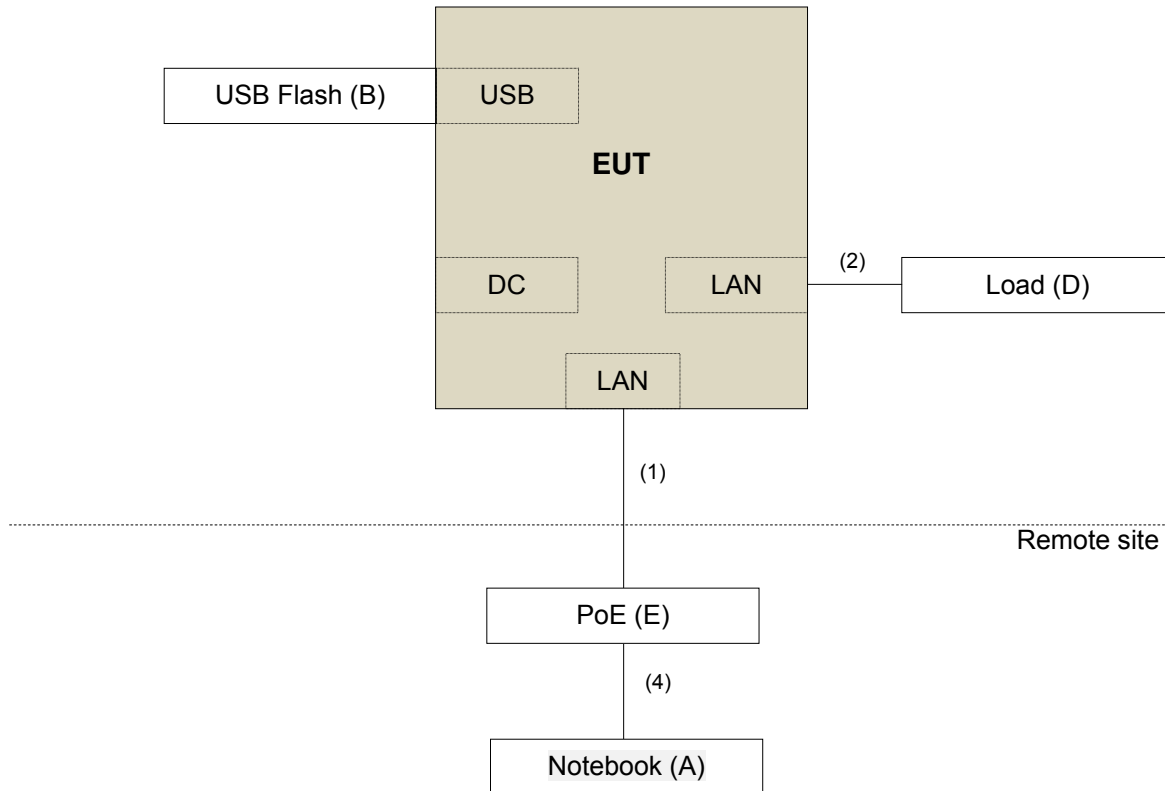 USB Flash (B)
USB
EUT
DC
LAN
(2)
Load (D)
LAN
(1)
Remote site
PoE (E)
(4)
Notebook (A)